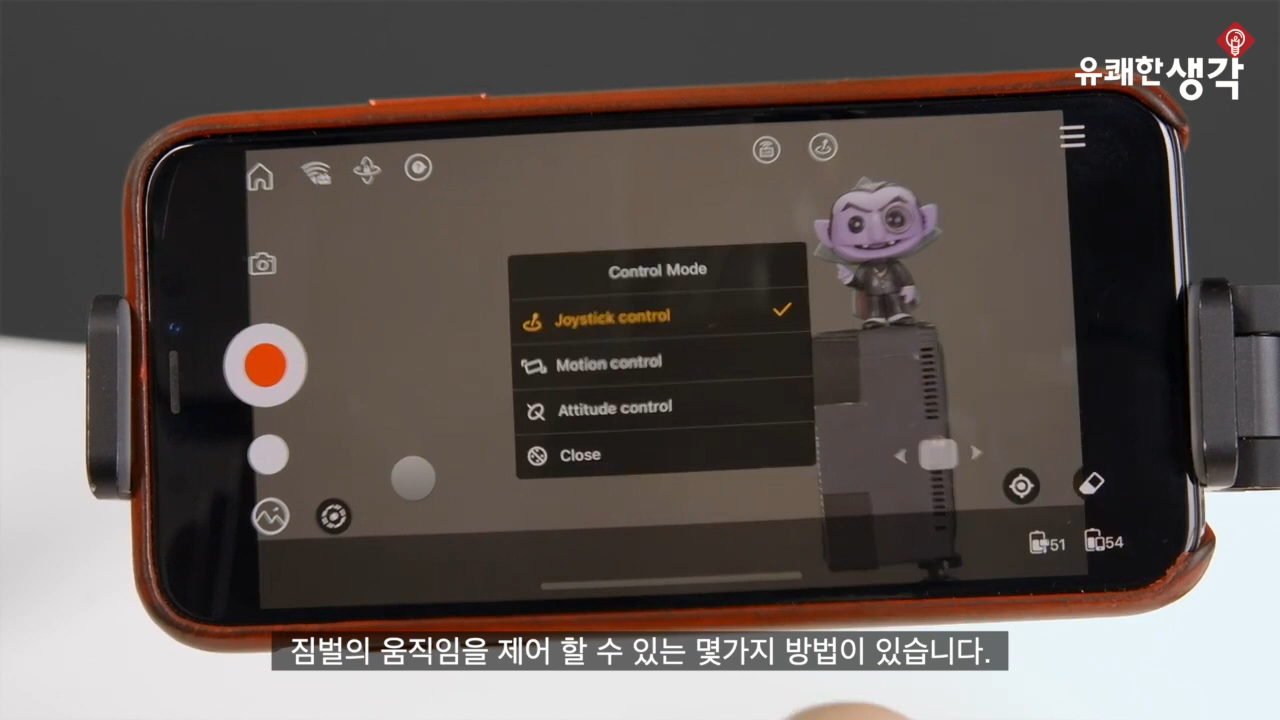 유쾌한생각
Control Mode
Joystick control
Motion control
Attitude control
Close
51
54
짐벌의 움직임을 제어 할 수 있는 몇가지 방법이 있습니다.